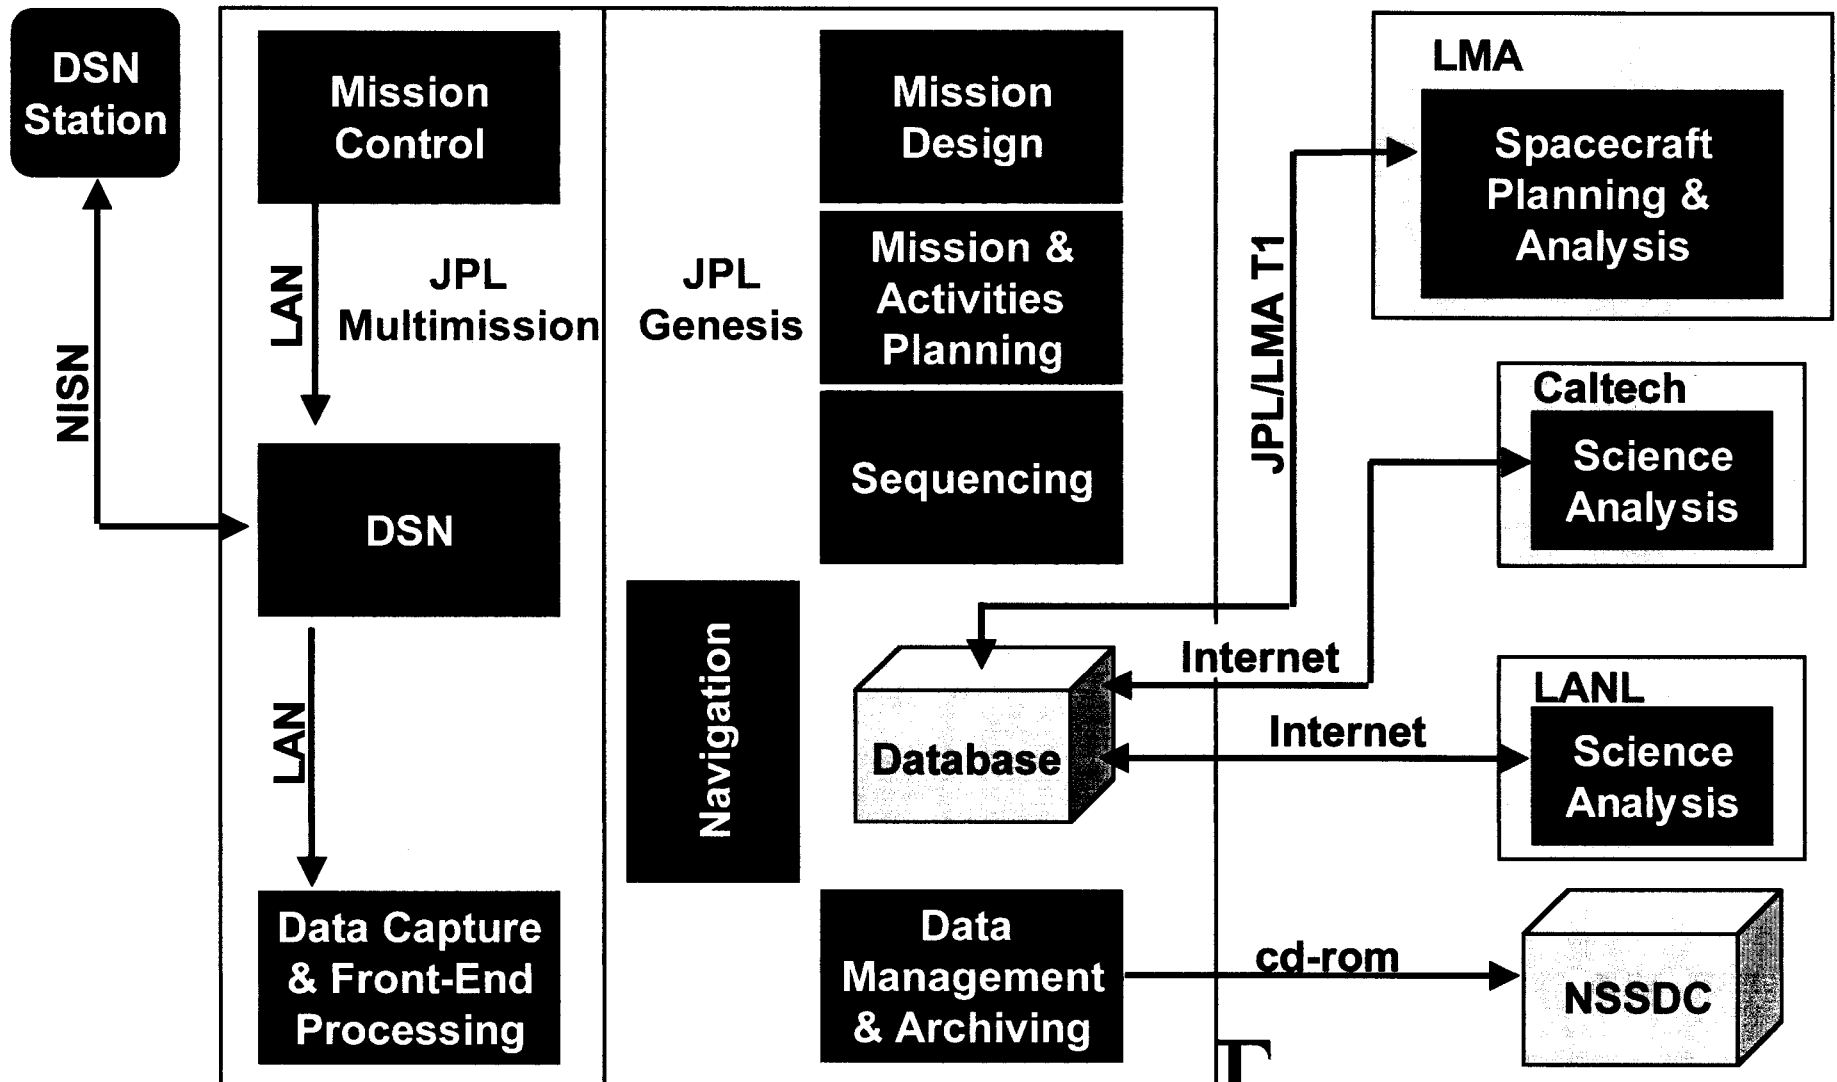 DSN
Station
NISN
Mission
Control
LAN
JPL
Multimission
DSN
LAN
Data Capture
& Front-End
Processing
JPL
Genesis
Mission
Design
Mission &
Activities
Planning
Sequencing
Navigation
Database
Data
Management
& Archiving
JPL/LMA T1
Internet
Internet
cd-rom
LMA
Spacecraft
Planning &
Analysis
Caltech
Science
Analysis
LANL
Science
Analysis
NSSDC
T